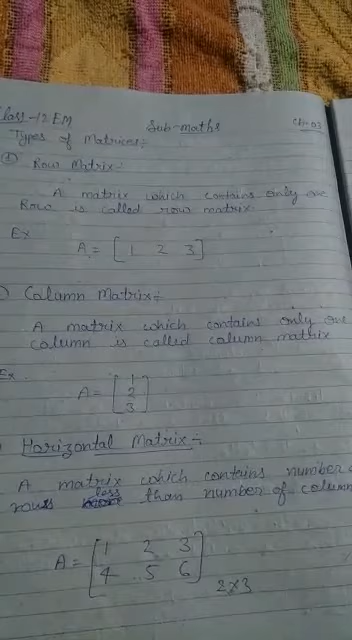 Class-12 EM Sub-maths Ch-03
Types of Matrices:-
① Row Matrix:-
A matrix which contains only one
Row is called row matrix.
Ex
A = [ 1 2 3 ]
Column Matrix:-
A matrix which contains only one
column is called column matrix
Ex.
A = [ 1
2
3 ]
Horizontal Matrix:-
A matrix which contains number of
rows less than number of column
A = [ 1 2 3
4 5 6 ] 2×3